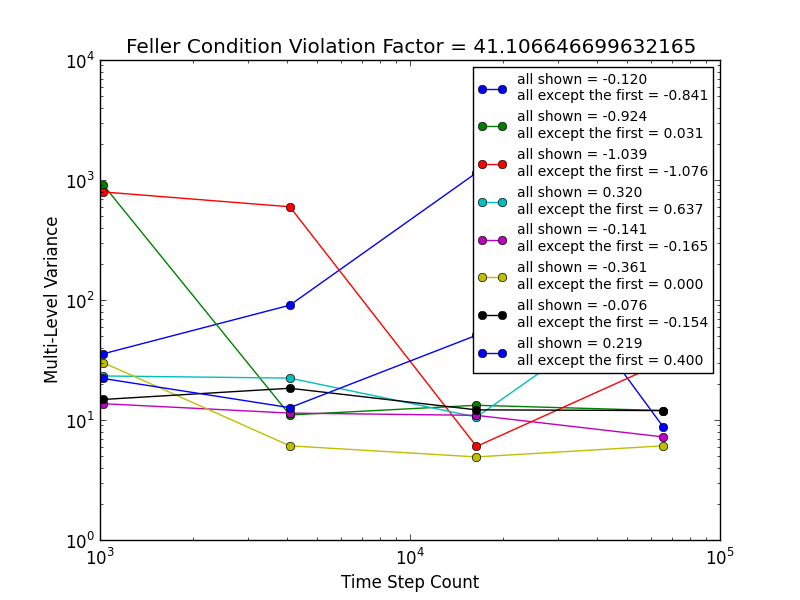 Feller Condition Violation Factor = 41.106646699632165
10^4
10^3
10^2
10^1
10^0
Multi-Level Variance
all shown = -0.120
all except the first = -0.841
all shown = -0.924
all except the first = 0.031
all shown = -1.039
all except the first = -1.076
all shown = 0.320
all except the first = 0.637
all shown = -0.141
all except the first = -0.165
all shown = -0.361
all except the first = 0.000
all shown = -0.076
all except the first = -0.154
all shown = 0.219
all except the first = 0.400
10^3
10^4
10^5
Time Step Count